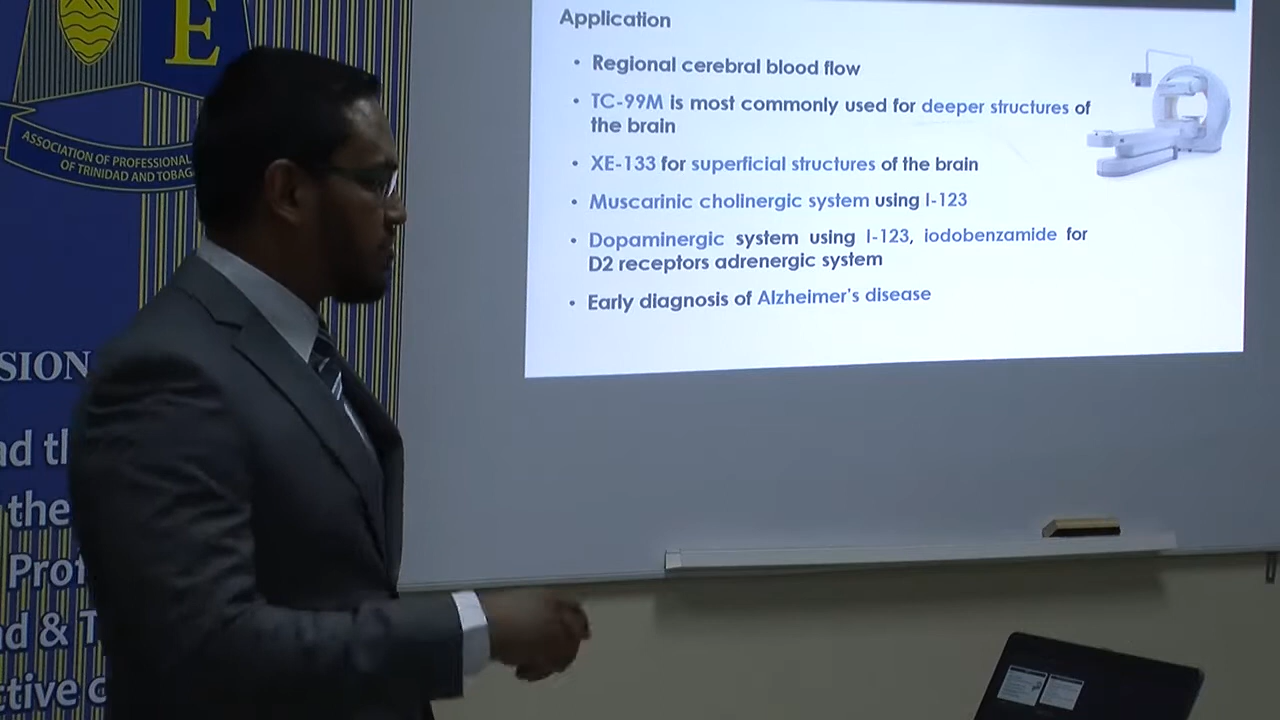 E
ASSOCIATION OF PROFESSIONAL
OF TRINIDAD AND TOBAG
SION
nd th
the
Prof
nd & T
ctive c
Application
• Regional cerebral blood flow
• TC-99M is most commonly used for deeper structures of
the brain
• XE-133 for superficial structures of the brain
• Muscarinic cholinergic system using I-123
• Dopaminergic system using I-123, iodobenzamide for
D2 receptors adrenergic system
• Early diagnosis of Alzheimer's disease